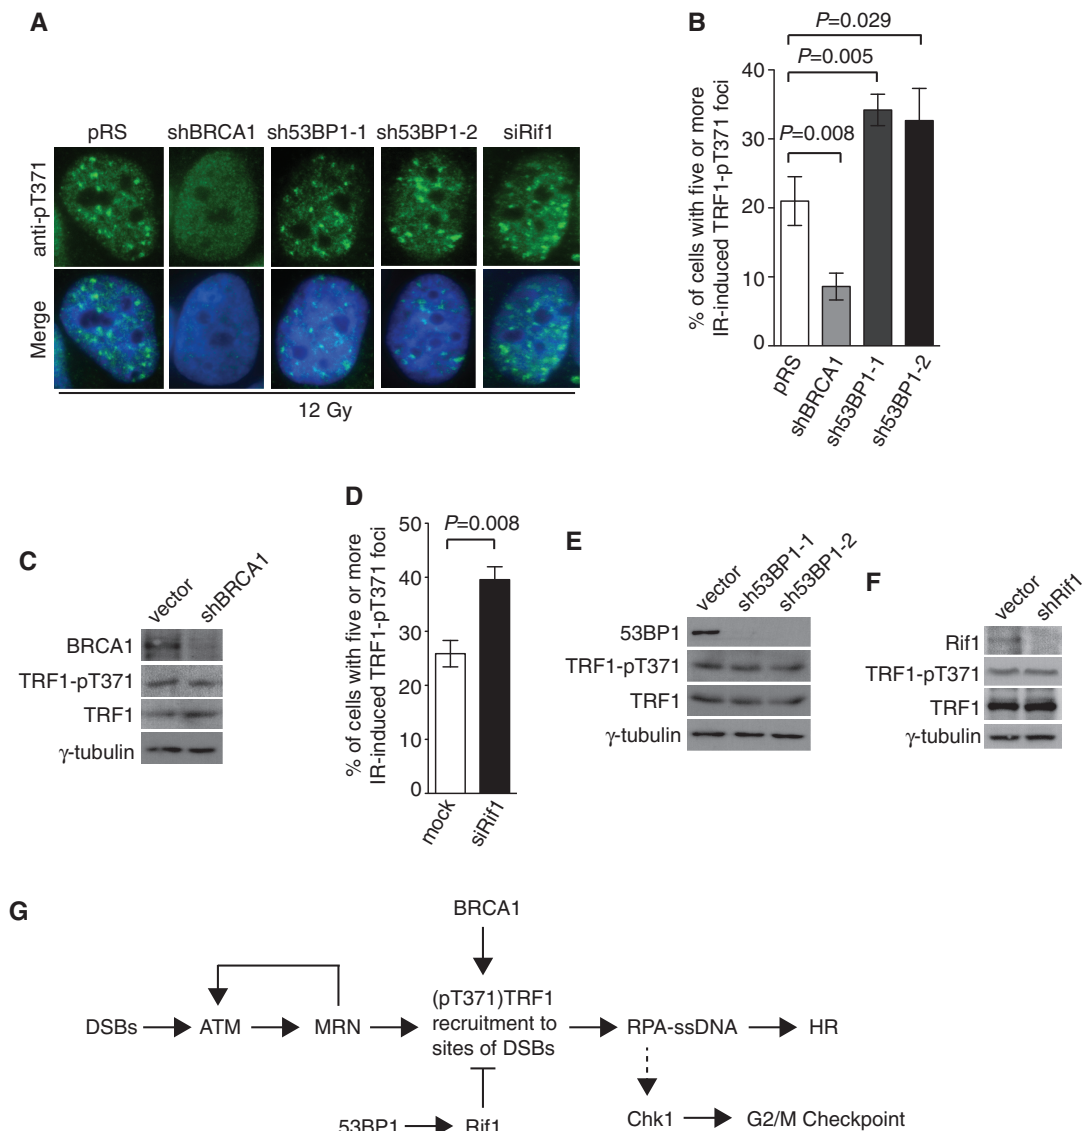 A
pRS shBRCA1 sh53BP1-1 sh53BP1-2 siRif1
anti-pT371
Merge
12 Gy
B
P=0.029
P=0.005
P=0.008
% of cells with five or more
IR-induced TRF1-pT371 foci
40
30
20
10
0
pRS
shBRCA1
sh53BP1-1
sh53BP1-2
C
vector
shBRCA1
BRCA1
TRF1-pT371
TRF1
γ-tubulin
D
P=0.008
% of cells with five or more
IR-induced TRF1-pT371 foci
50
40
30
20
10
0
mock
siRif1
E
vector
sh53BP1-1
sh53BP1-2
53BP1
TRF1-pT371
TRF1
γ-tubulin
F
vector
shRif1
Rif1
TRF1-pT371
TRF1
γ-tubulin
G
BRCA1
(pT371)TRF1
recruitment to
sites of DSBs
DSBs ATM MRN RPA-ssDNA HR
53BP1 Rif1
Chk1 G2/M Checkpoint